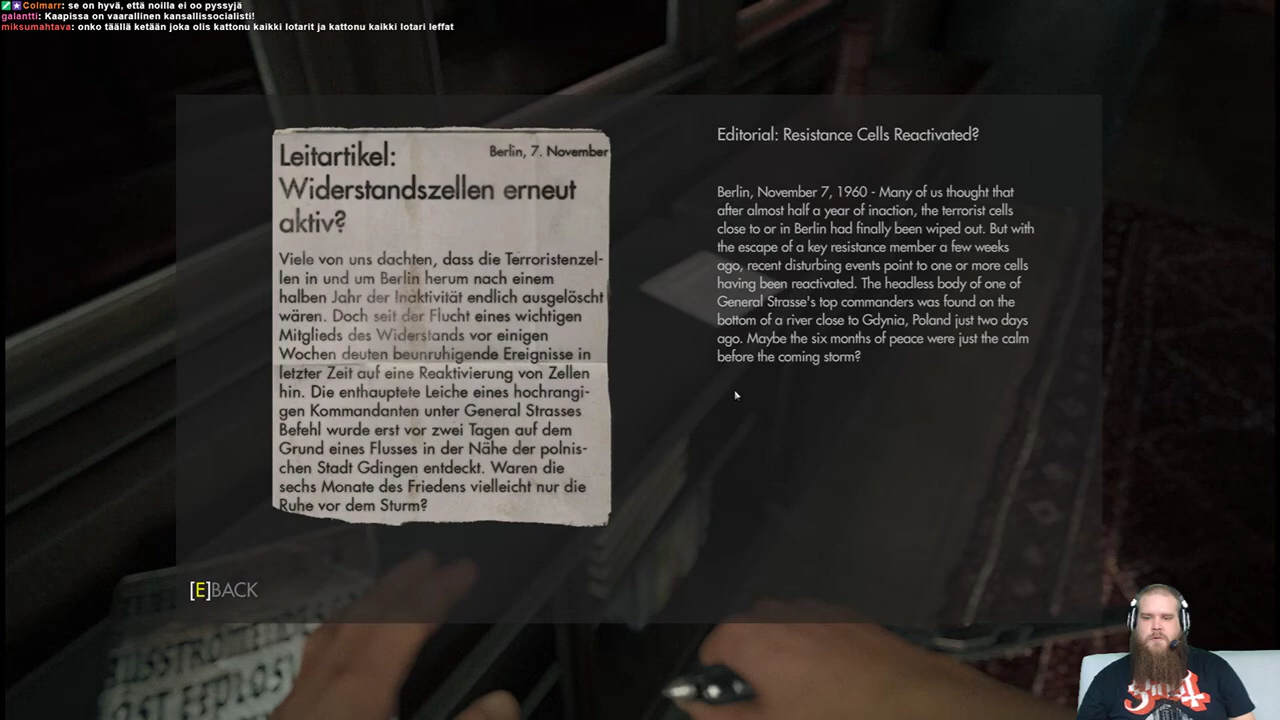 Colmarr: se on hyvä, että noilla ei oo pyssyjä
galantti: Kaapissa on vaarallinen kansallissocialisti!
miksumahtava: onko täällä ketään joka olis kattonu kaikki lotarit ja kattonu kaikki lotari leffat
Leitartikel:
Berlin, 7. November
Widerstandszellen erneut
aktiv?
Viele von uns dachten, dass die Terroristenzel-
len in und um Berlin herum nach einem
halben Jahr der Inaktivität endlich ausgelöscht
wären. Doch seit der Flucht eines wichtigen
Mitglieds des Widerstands vor einigen
Wochen deuten beunruhigende Ereignisse in
letzter Zeit auf eine Reaktivierung von Zellen
hin. Die enthauptete Leiche eines hochrangi-
gen Kommandanten unter General Strasses
Befehl wurde erst vor zwei Tagen auf dem
Grund eines Flusses in der Nähe der polnis-
chen Stadt Gdingen entdeckt. Waren die
sechs Monate des Friedens vielleicht nur die
Ruhe vor dem Sturm?
Editorial: Resistance Cells Reactivated?
Berlin, November 7, 1960 - Many of us thought that
after almost half a year of inaction, the terrorist cells
close to or in Berlin had finally been wiped out. But with
the escape of a key resistance member a few weeks
ago, recent disturbing events point to one or more cells
having been reactivated. The headless body of one of
General Strasse's top commanders was found on the
bottom of a river close to Gdynia, Poland just two days
ago. Maybe the six months of peace were just the calm
before the coming storm?
[E]BACK